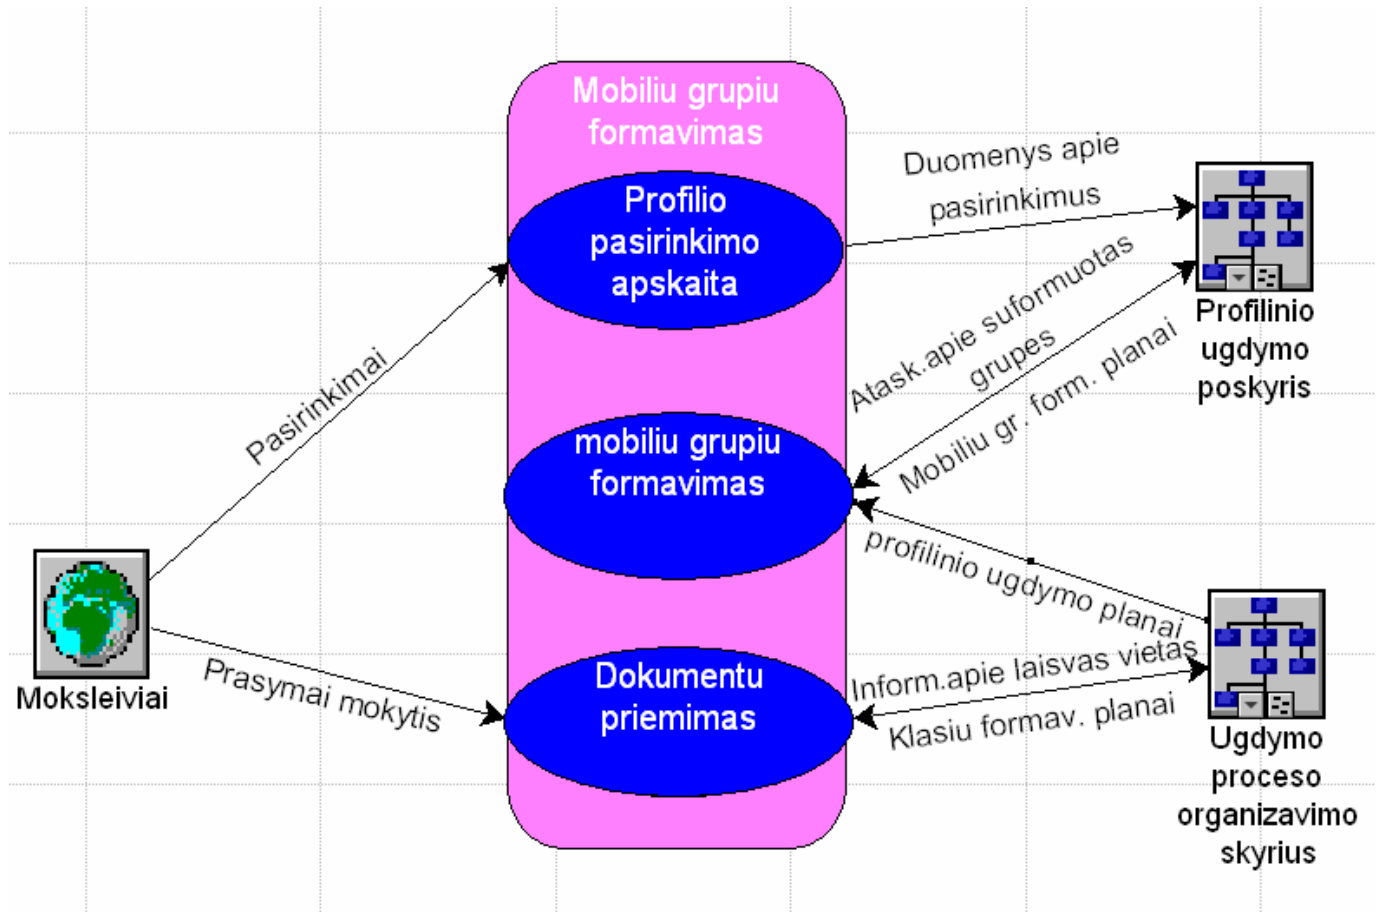 Mobiliu grupiu
formavimas
Profilio
pasirinkimo
apskaita
mobiliu grupiu
formavimas
Dokumentu
priemimas
Moksleiviai
Pasirinkimai
Prasymai mokytis
Duomenys apie
pasirinkimus
Atask.apie suformuotas
grupes
Mobiliu gr. form. planai
profilinio ugdymo planai
Inform.apie laisvas vietas
Klasiu formav. planai
Profilinio
ugdymo
poskyris
Ugdymo
proceso
organizavimo
skyrius